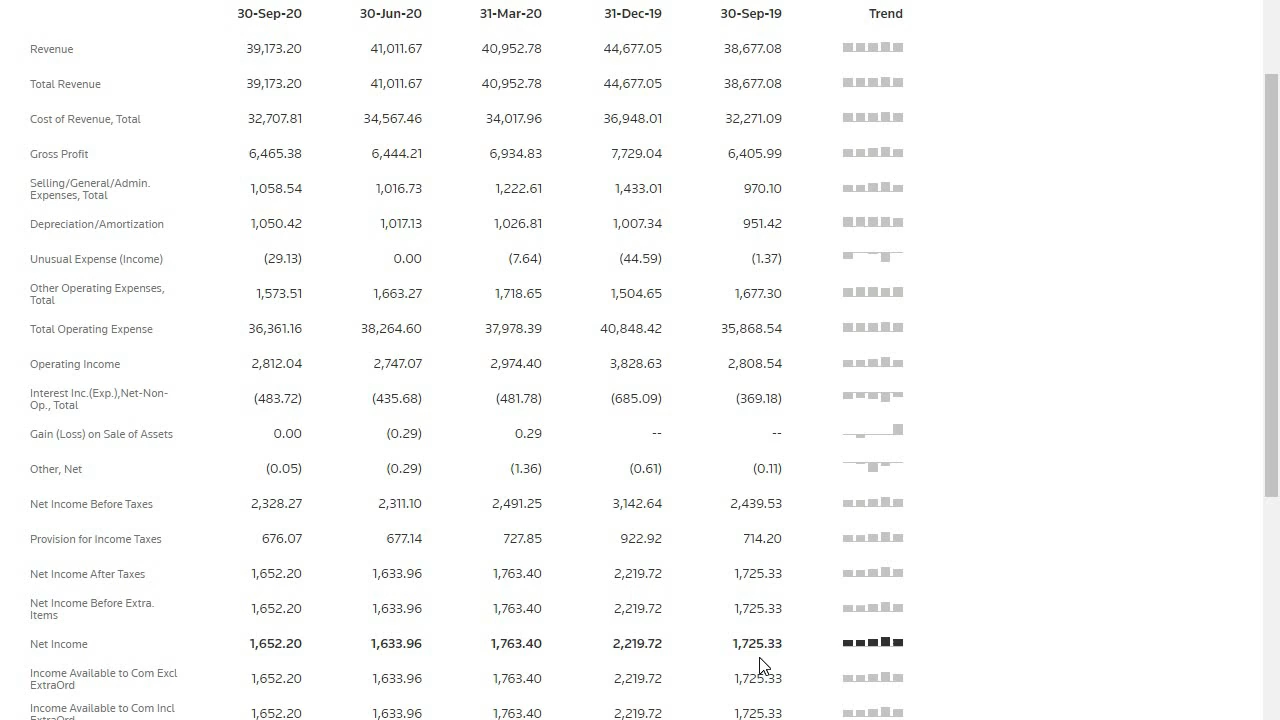 30-Sep-20 30-Jun-20 31-Mar-20 31-Dec-19 30-Sep-19 Trend
Revenue 39,173.20 41,011.67 40,952.78 44,677.05 38,677.08
Total Revenue 39,173.20 41,011.67 40,952.78 44,677.05 38,677.08
Cost of Revenue, Total 32,707.81 34,567.46 34,017.96 36,948.01 32,271.09
Gross Profit 6,465.38 6,444.21 6,934.83 7,729.04 6,405.99
Selling/General/Admin.
Expenses, Total 1,058.54 1,016.73 1,222.61 1,433.01 970.10
Depreciation/Amortization 1,050.42 1,017.13 1,026.81 1,007.34 951.42
Unusual Expense (Income) (29.13) 0.00 (7.64) (44.59) (1.37)
Other Operating Expenses,
Total 1,573.51 1,663.27 1,718.65 1,504.65 1,677.30
Total Operating Expense 36,361.16 38,264.60 37,978.39 40,848.42 35,868.54
Operating Income 2,812.04 2,747.07 2,974.40 3,828.63 2,808.54
Interest Inc.(Exp.),Net-Non-
Op., Total (483.72) (435.68) (481.78) (685.09) (369.18)
Gain (Loss) on Sale of Assets 0.00 (0.29) 0.29 -- --
Other, Net (0.05) (0.29) (1.36) (0.61) (0.11)
Net Income Before Taxes 2,328.27 2,311.10 2,491.25 3,142.64 2,439.53
Provision for Income Taxes 676.07 677.14 727.85 922.92 714.20
Net Income After Taxes 1,652.20 1,633.96 1,763.40 2,219.72 1,725.33
Net Income Before Extra.
Items 1,652.20 1,633.96 1,763.40 2,219.72 1,725.33
Net Income 1,652.20 1,633.96 1,763.40 2,219.72 1,725.33
Income Available to Com Excl
ExtraOrd 1,652.20 1,633.96 1,763.40 2,219.72 1,725.33
Income Available to Com Incl
ExtraOrd 1,652.20 1,633.96 1,763.40 2,219.72 1,725.33